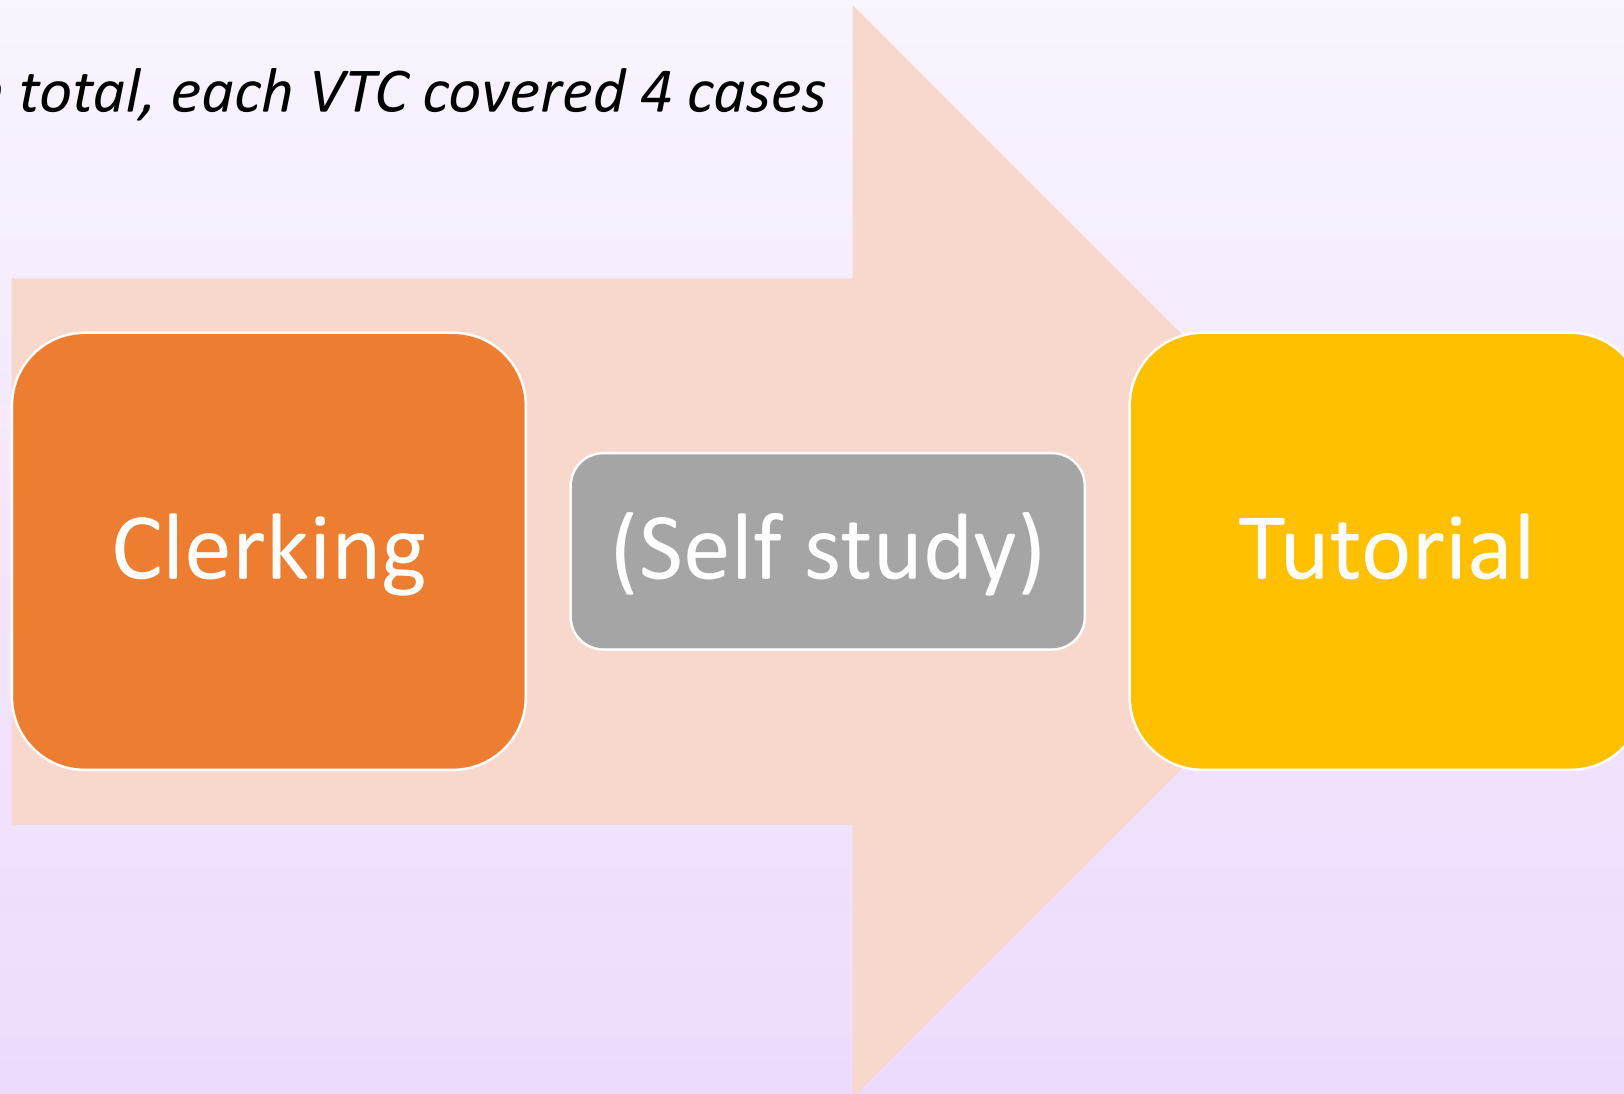 total, each VTC covered 4 cases
Clerking
(Self study)
Tutorial